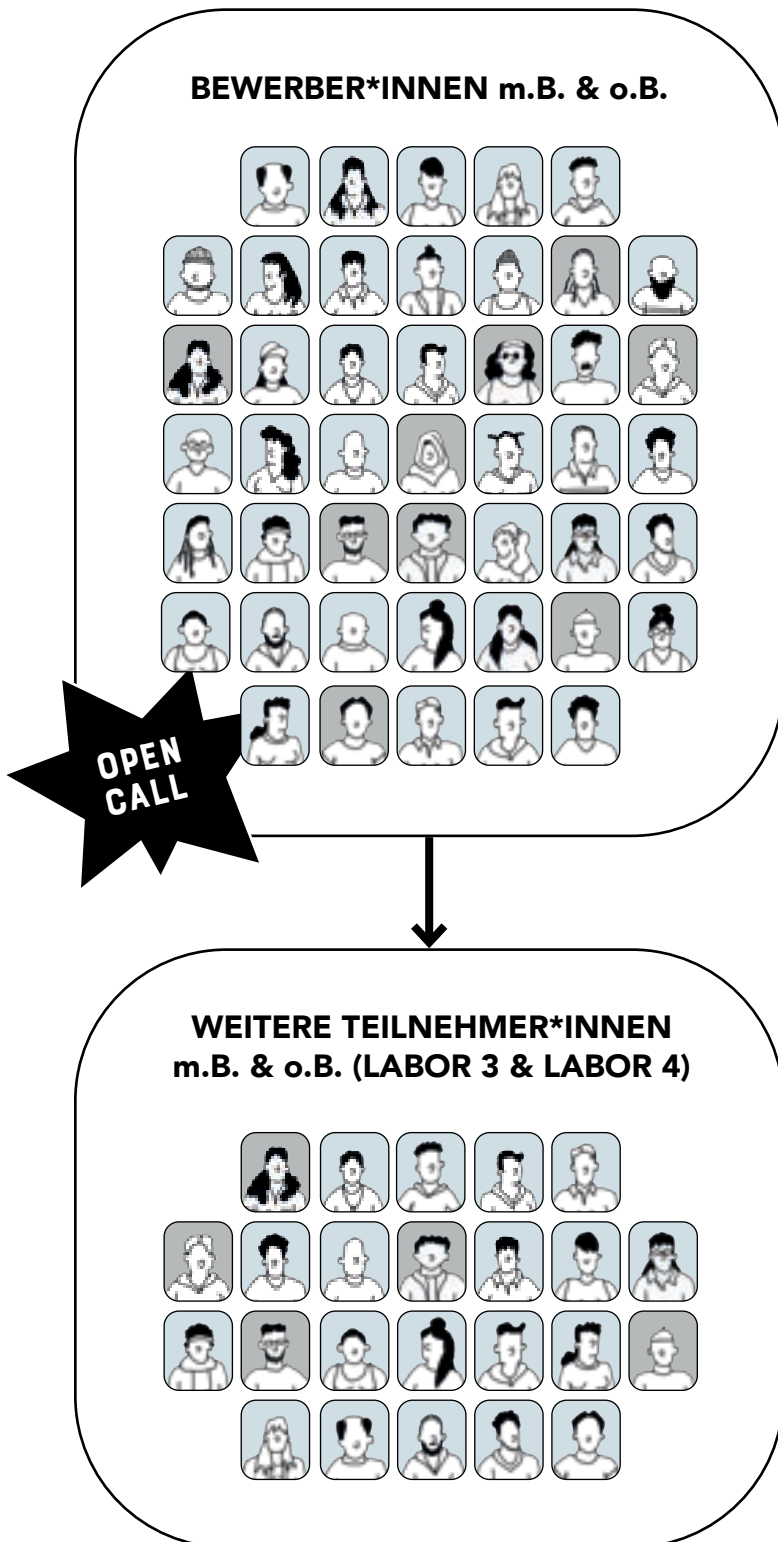 BEWERBER*INNEN m.B. & o.B.
OPEN
CALL
WEITERE TEILNEHMER*INNEN
m.B. & o.B. (LABOR 3 & LABOR 4)